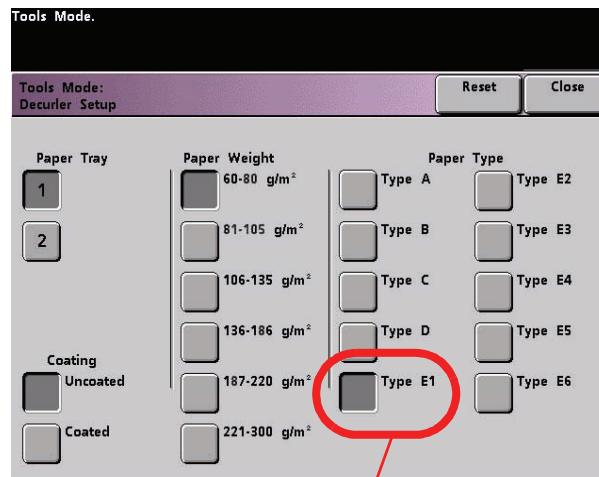 Tools Mode.
Tools Mode:
Decurler Setup
Reset
Close
Paper Tray
1
2
Coating
Uncoated
Coated
Paper Weight
60-80 g/m²
81-105 g/m²
106-135 g/m²
136-186 g/m²
187-220 g/m²
221-300 g/m²
Paper Type
Type A
Type B
Type C
Type D
Type E1
Type E2
Type E3
Type E4
Type E5
Type E6